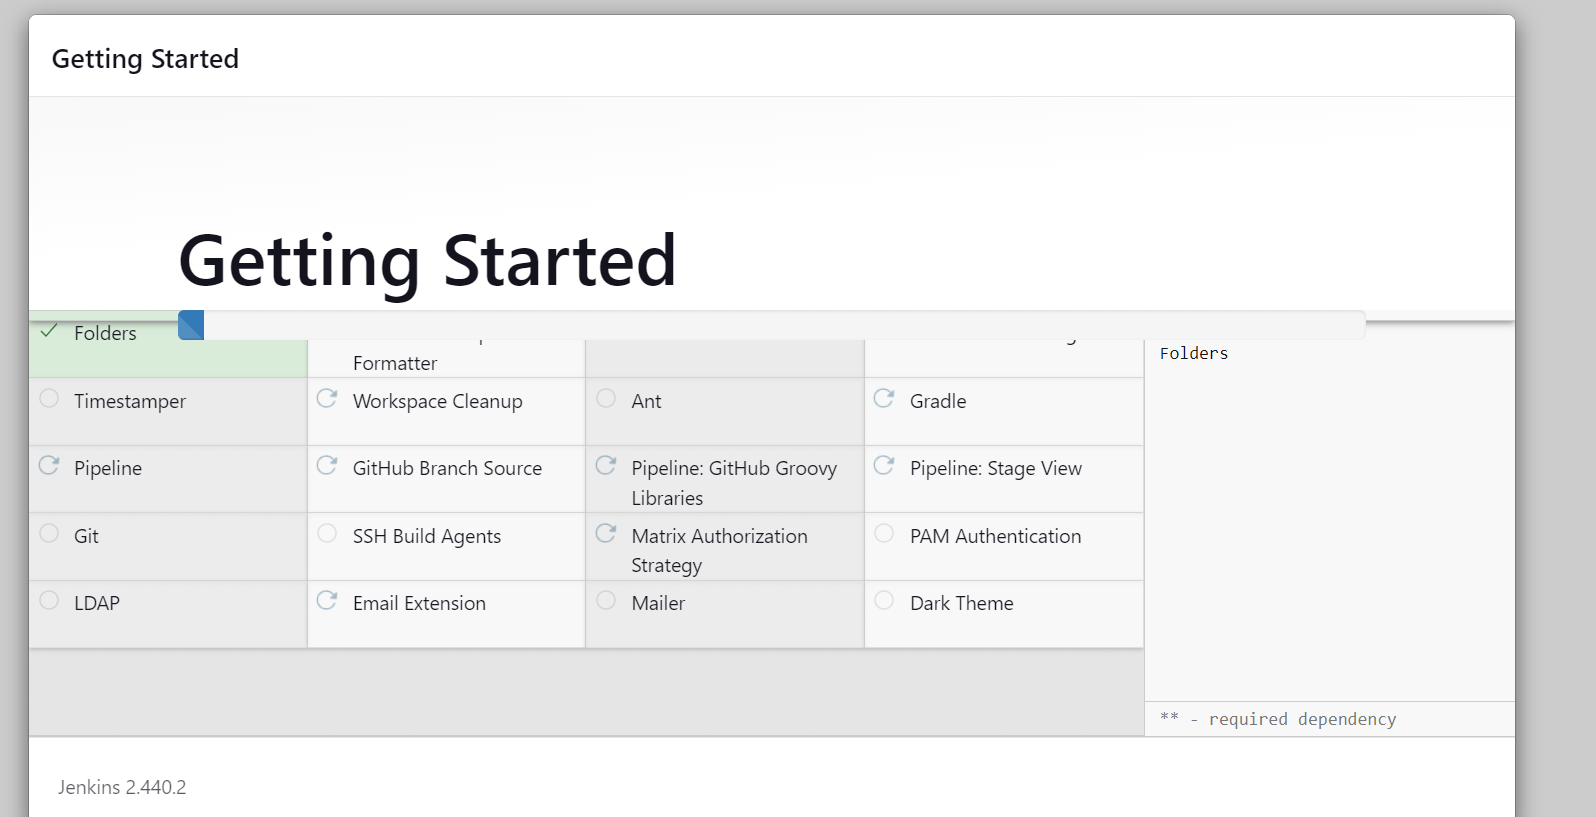 Getting Started
Getting Started
Folders
Formatter
Folders
Timestamper
Workspace Cleanup
Ant
Gradle
Pipeline
GitHub Branch Source
Pipeline: GitHub Groovy
Libraries
Pipeline: Stage View
Git
SSH Build Agents
Matrix Authorization
Strategy
PAM Authentication
LDAP
Email Extension
Mailer
Dark Theme
** - required dependency
Jenkins 2.440.2